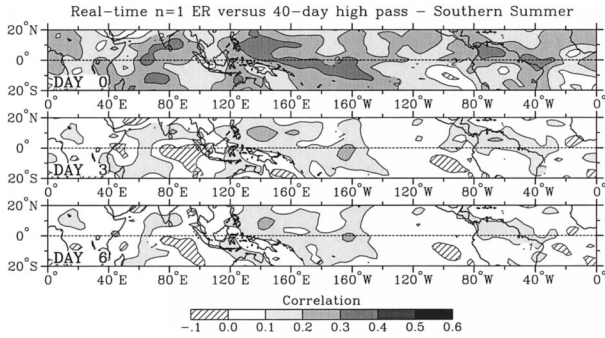 Real-time n=1 ER versus 40-day high pass - Southern Summer
20°N
0°
20°S
DAY 0
0° 40°E 80°E 120°E 160°E 160°W 120°W 80°W 40°W 0°
20°N
0°
20°S
DAY 3
0° 40°E 80°E 120°E 160°E 160°W 120°W 80°W 40°W 0°
20°N
0°
20°S
DAY 6
.1
0° 40°E 80°E 120°E 160°E 160°W 120°W 80°W 40°W 0°
Correlation
-.1 0.0 0.1 0.2 0.3 0.4 0.5 0.6